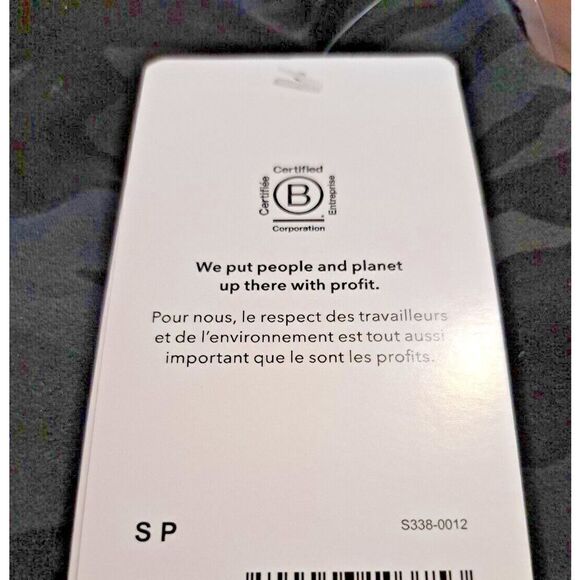 Certified
Certifiée
B
Entreprise
Corporation
We put people and planet
up there with profit.
Pour nous, le respect des travailleurs
et de l'environnement est tout aussi
important que le sont les profits.
S P
S338-0012